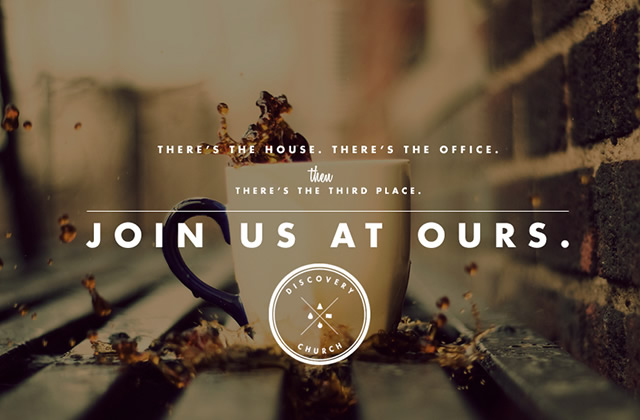 THERE'S THE HOUSE. THERE'S THE OFFICE.
then
THERE'S THE THIRD PLACE.
JOIN US AT OURS.
DISCOVERY
CHURCH